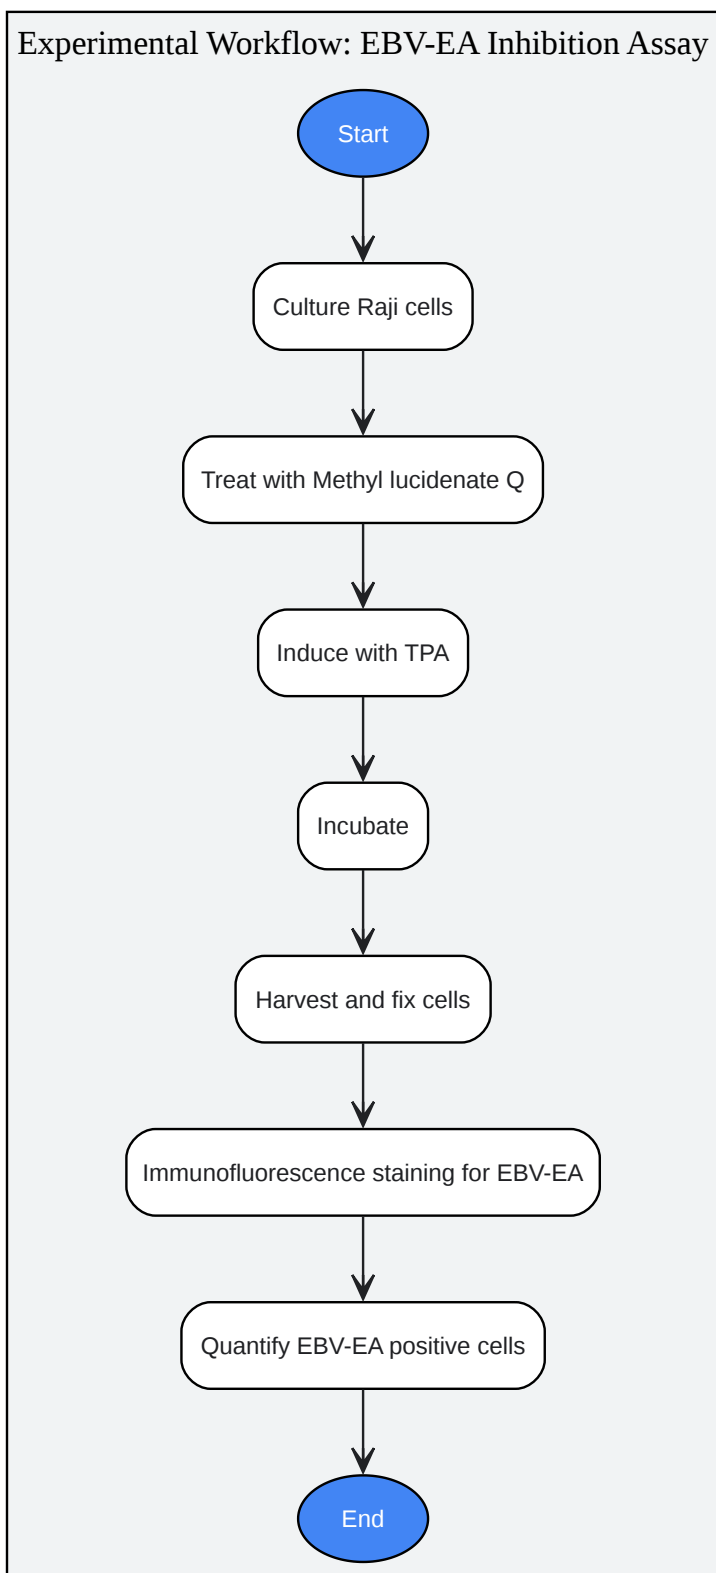 Experimental Workflow: EBV-EA Inhibition Assay
Start
Culture Raji cells
Treat with Methyl lucidenate Q
Induce with TPA
Incubate
Harvest and fix cells
Immunofluorescence staining for EBV-EA
Quantify EBV-EA positive cells
End